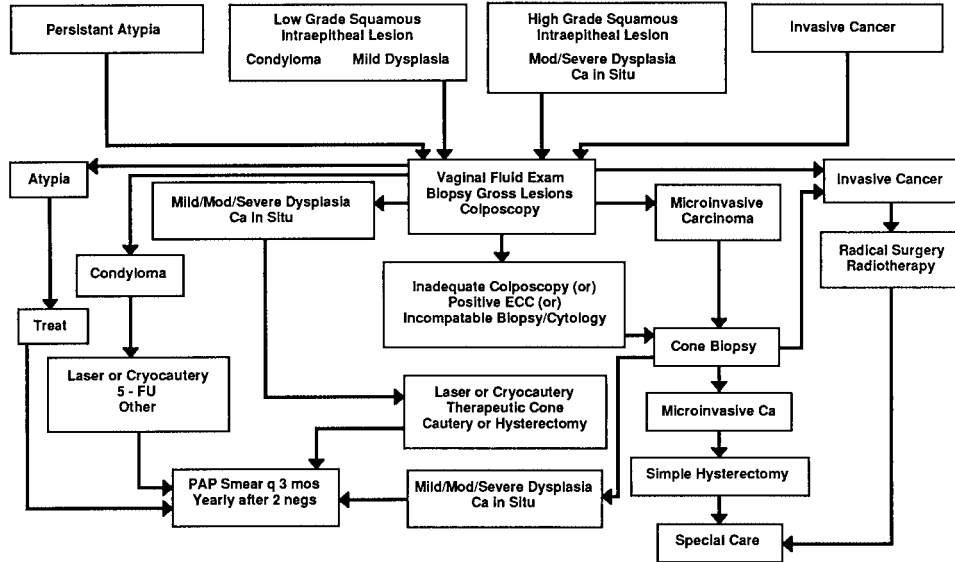 Persistant Atypia
Low Grade Squamous
Intraepitheal Lesion
Condyloma Mild Dysplasia
High Grade Squamous
Intraepitheal Lesion
Mod/Severe Dysplasia
Ca in Situ
Invasive Cancer
Atypia
Vaginal Fluid Exam
Biopsy Gross Lesions
Colposcopy
Invasive Cancer
Mild/Mod/Severe Dysplasia
Ca In Situ
Microinvasive
Carcinoma
Condyloma
Inadequate Colposcopy (or)
Positive ECC (or)
Incompatable Biopsy/Cytology
Radical Surgery
Radiotherapy
Treat
Cone Biopsy
Laser or Cryocautery
5 - FU
Other
Laser or Cryocautery
Therapeutic Cone
Cautery or Hysterectomy
Microinvasive Ca
PAP Smear q 3 mos
Yearly after 2 negs
Mild/Mod/Severe Dysplasia
Ca in Situ
Simple Hysterectomy
Special Care